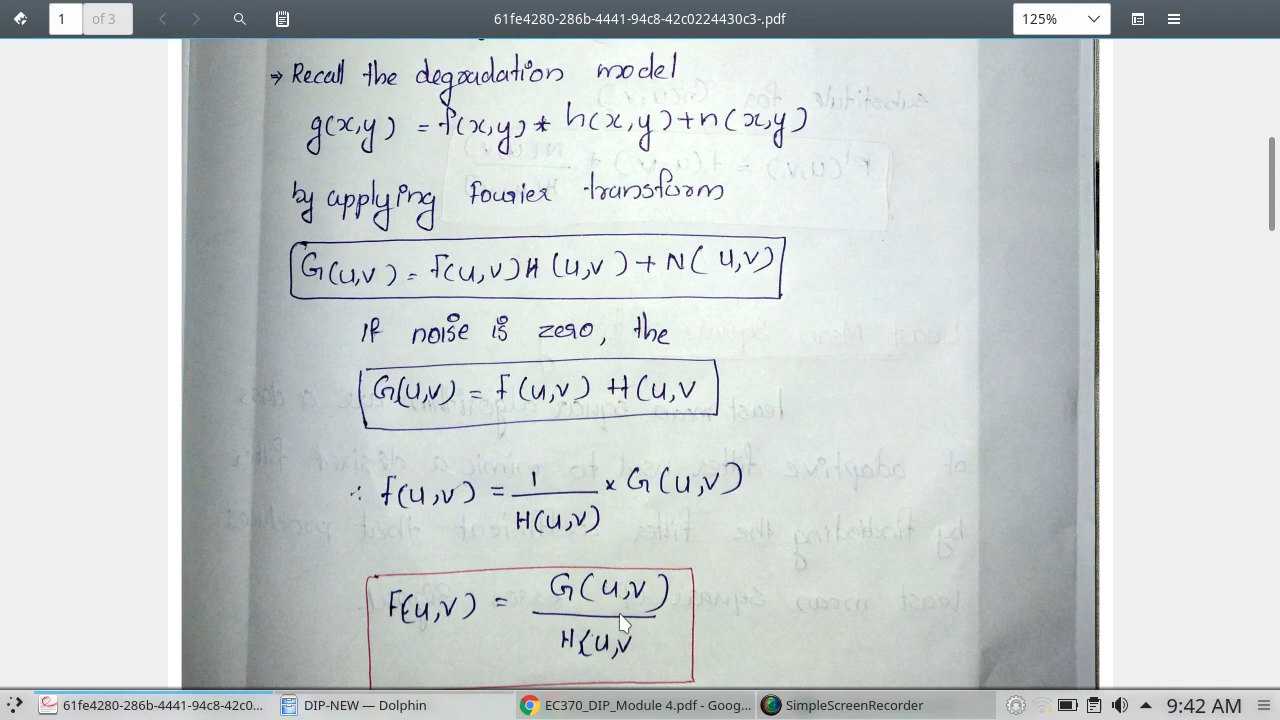 1 of 3
61fe4280-286b-4441-94c8-42c0224430c3-.pdf
125%
⇒ Recall the degradation model
g(x,y) = f(x,y) * h(x,y)+n(x,y)
by applying fourier transform
G(u,v) = f(u,v)H(u,v)+N(u,v)
if noise is zero, the
G(u,v) = f(u,v) H(u,v
∴ f(u,v) = 1/H(u,v) × G(u,v)
F(u,v) = G(u,v)/H(u,v
61fe4280-286b-4441-94c8-42c0...
DIP-NEW — Dolphin
EC370_DIP_Module 4.pdf - Goog...
SimpleScreenRecorder
9:42 AM